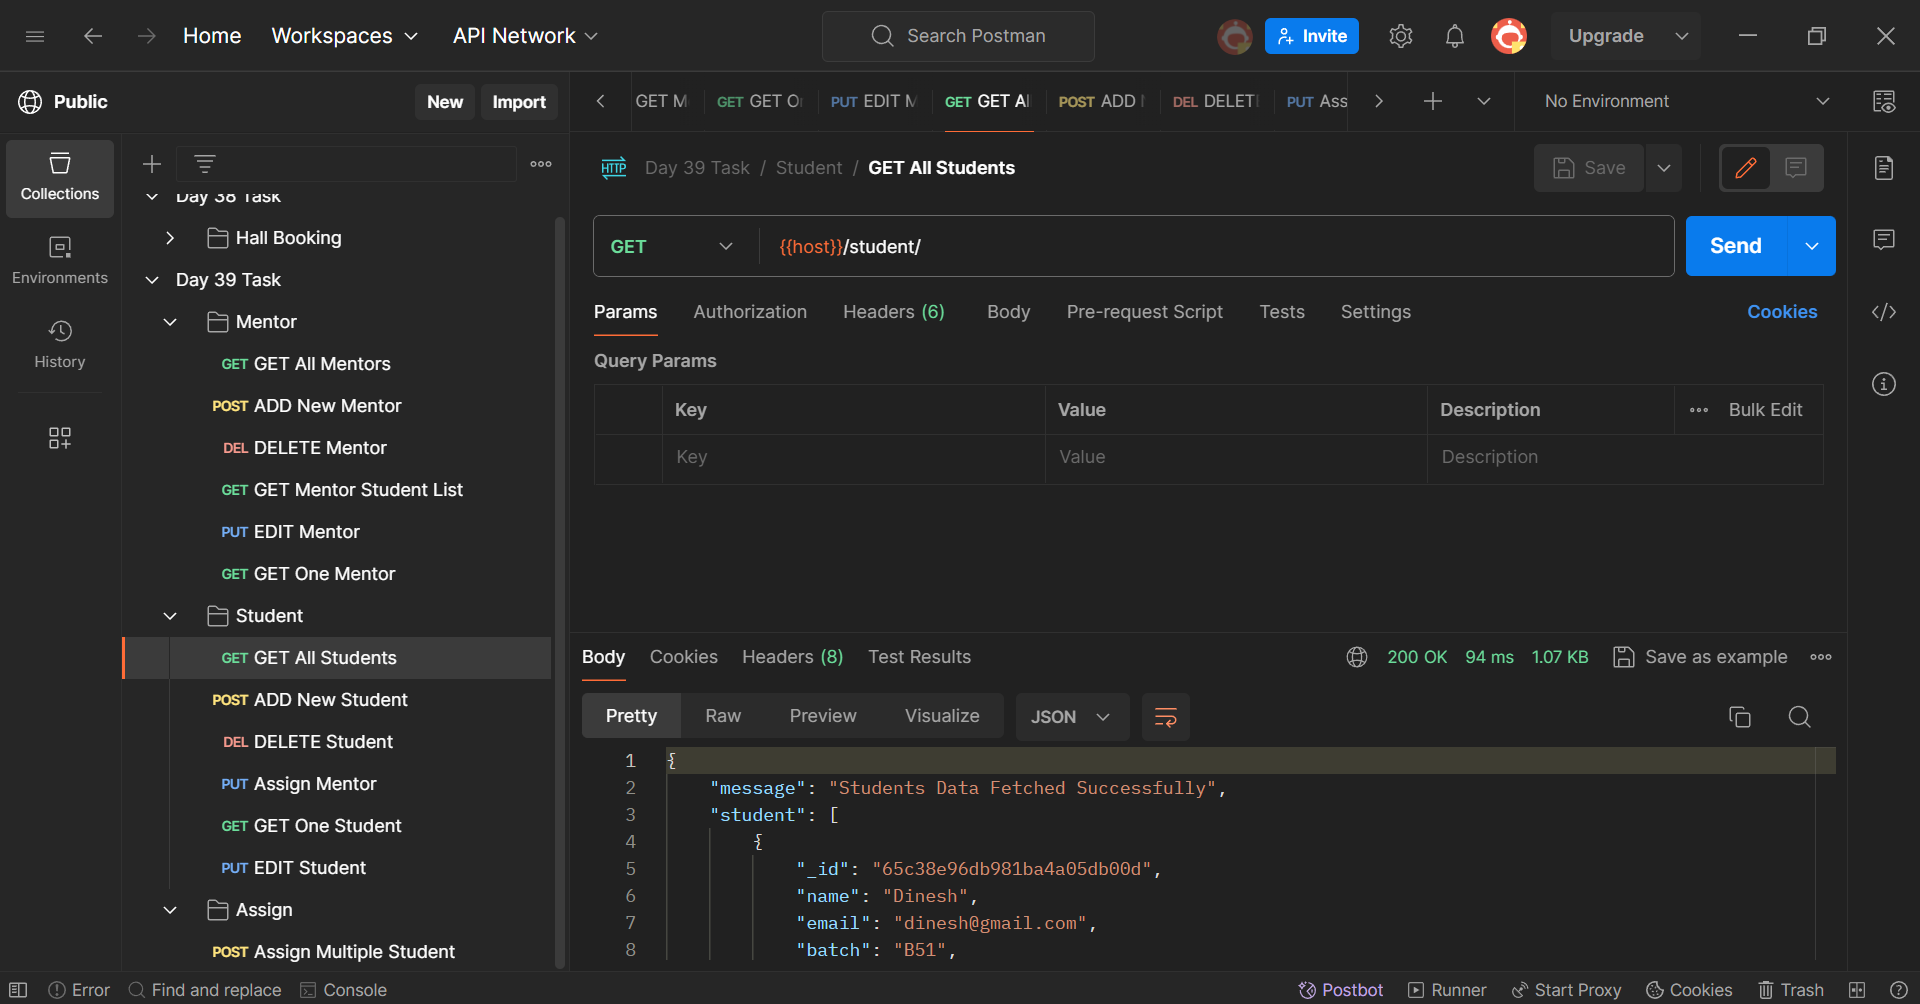 Home Workspaces API Network Search Postman Invite Upgrade
Public New Import
GET M GET GET O PUT EDIT M GET GET Al POST ADD DEL DELET PUT Ass No Environment
Collections
Environments
History
Day 38 Task
Hall Booking
Day 39 Task
Mentor
GET GET All Mentors
POST ADD New Mentor
DEL DELETE Mentor
GET GET Mentor Student List
PUT EDIT Mentor
GET GET One Mentor
Student
GET GET All Students
POST ADD New Student
DEL DELETE Student
PUT Assign Mentor
GET GET One Student
PUT EDIT Student
Assign
POST Assign Multiple Student
HTTP Day 39 Task / Student / GET All Students Save
GET {{host}}/student/ Send
Params Authorization Headers (6) Body Pre-request Script Tests Settings Cookies
Query Params
Key Value Description Bulk Edit
Key Value Description
Body Cookies Headers (8) Test Results 200 OK 94 ms 1.07 KB Save as example
Pretty Raw Preview Visualize JSON
1 {
2 "message": "Students Data Fetched Successfully",
3 "student": [
4 {
5 "_id": "65c38e96db981ba4a05db00d",
6 "name": "Dinesh",
7 "email": "dinesh@gmail.com",
8 "batch": "B51",
Error Find and replace Console Postbot Runner Start Proxy Cookies Trash